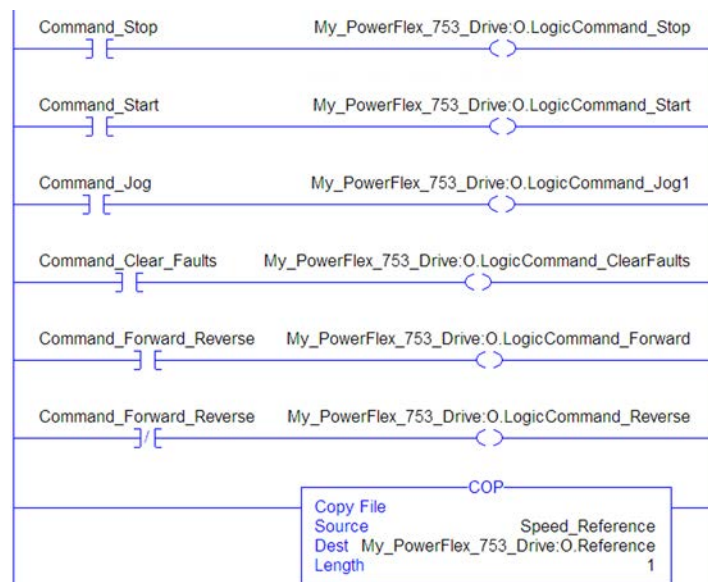 Command_Stop My_PowerFlex_753_Drive:O.LogicCommand_Stop
Command_Start My_PowerFlex_753_Drive:O.LogicCommand_Start
Command_Jog My_PowerFlex_753_Drive:O.LogicCommand_Jog1
Command_Clear_Faults My_PowerFlex_753_Drive:O.LogicCommand_ClearFaults
Command_Forward_Reverse My_PowerFlex_753_Drive:O.LogicCommand_Forward
Command_Forward_Reverse My_PowerFlex_753_Drive:O.LogicCommand_Reverse
COP
Copy File
Source Speed_Reference
Dest My_PowerFlex_753_Drive:O.Reference
Length 1